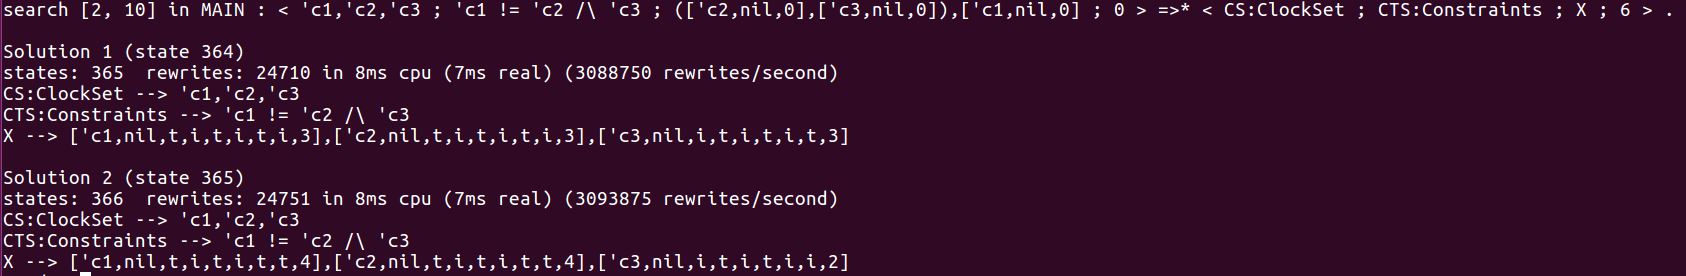 search [2, 10] in MAIN : < 'c1,'c2,'c3 ; 'c1 != 'c2 /\ 'c3 ; (['c2,nil,0],['c3,nil,0]),['c1,nil,0] ; 0 > =>* < CS:ClockSet ; CTS:Constraints ; X ; 6 > .
Solution 1 (state 364)
states: 365  rewrites: 24710 in 8ms cpu (7ms real) (3088750 rewrites/second)
CS:ClockSet --> 'c1,'c2,'c3
CTS:Constraints --> 'c1 != 'c2 /\ 'c3
X --> ['c1,nil,t,i,t,i,t,i,3],['c2,nil,t,i,t,i,t,i,3],['c3,nil,i,t,i,t,i,t,3]
Solution 2 (state 365)
states: 366  rewrites: 24751 in 8ms cpu (7ms real) (3093875 rewrites/second)
CS:ClockSet --> 'c1,'c2,'c3
CTS:Constraints --> 'c1 != 'c2 /\ 'c3
X --> ['c1,nil,t,i,t,i,t,t,4],['c2,nil,t,i,t,i,t,t,4],['c3,nil,i,t,i,t,i,i,2]